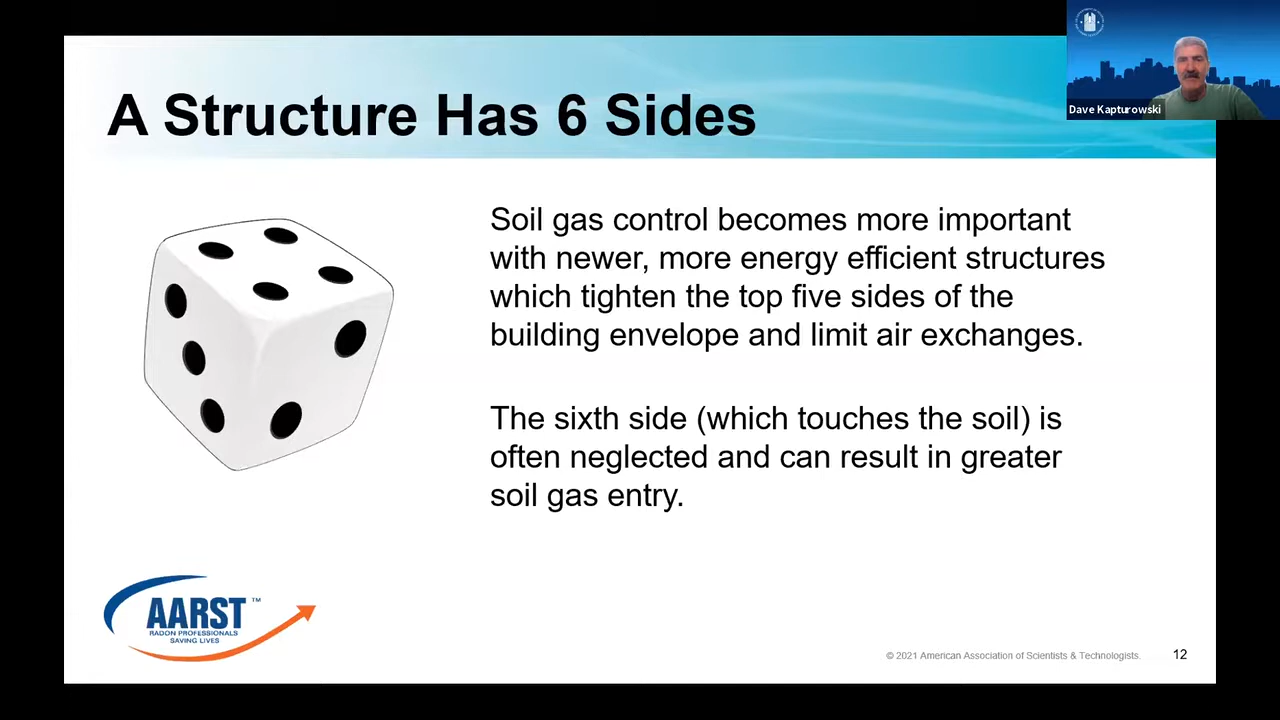 A Structure Has 6 Sides
Dave Kapturowski
Soil gas control becomes more important
with newer, more energy efficient structures
which tighten the top five sides of the
building envelope and limit air exchanges.
The sixth side (which touches the soil) is
often neglected and can result in greater
soil gas entry.
AARST™
RADON PROFESSIONALS
SAVING LIVES
© 2021 American Association of Scientists & Technologists.
12